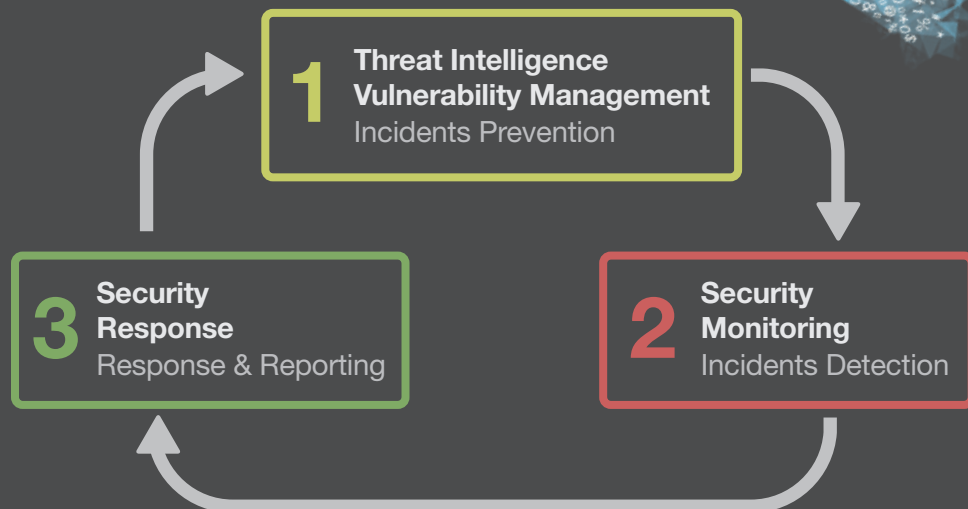 1
Threat Intelligence
Vulnerability Management
Incidents Prevention
2
Security
Monitoring
Incidents Detection
3
Security
Response
Response & Reporting